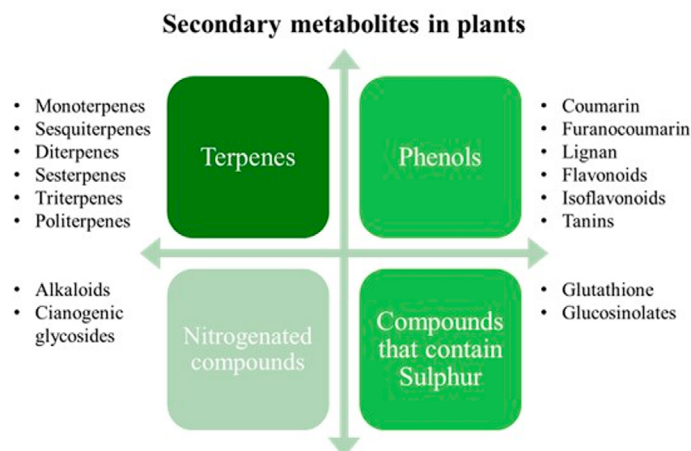 Secondary metabolites in plants
• Monoterpenes
• Sesquiterpenes
• Diterpenes
• Sesterpenes
• Triterpenes
• Politerpenes
Terpenes
Phenols
• Coumarin
• Furanocoumarin
• Lignan
• Flavonoids
• Isoflavonoids
• Tanins
• Alkaloids
• Cianogenic
glycosides
Nitrogenated
compounds
Compounds
that contain
Sulphur
• Glutathione
• Glucosinolates